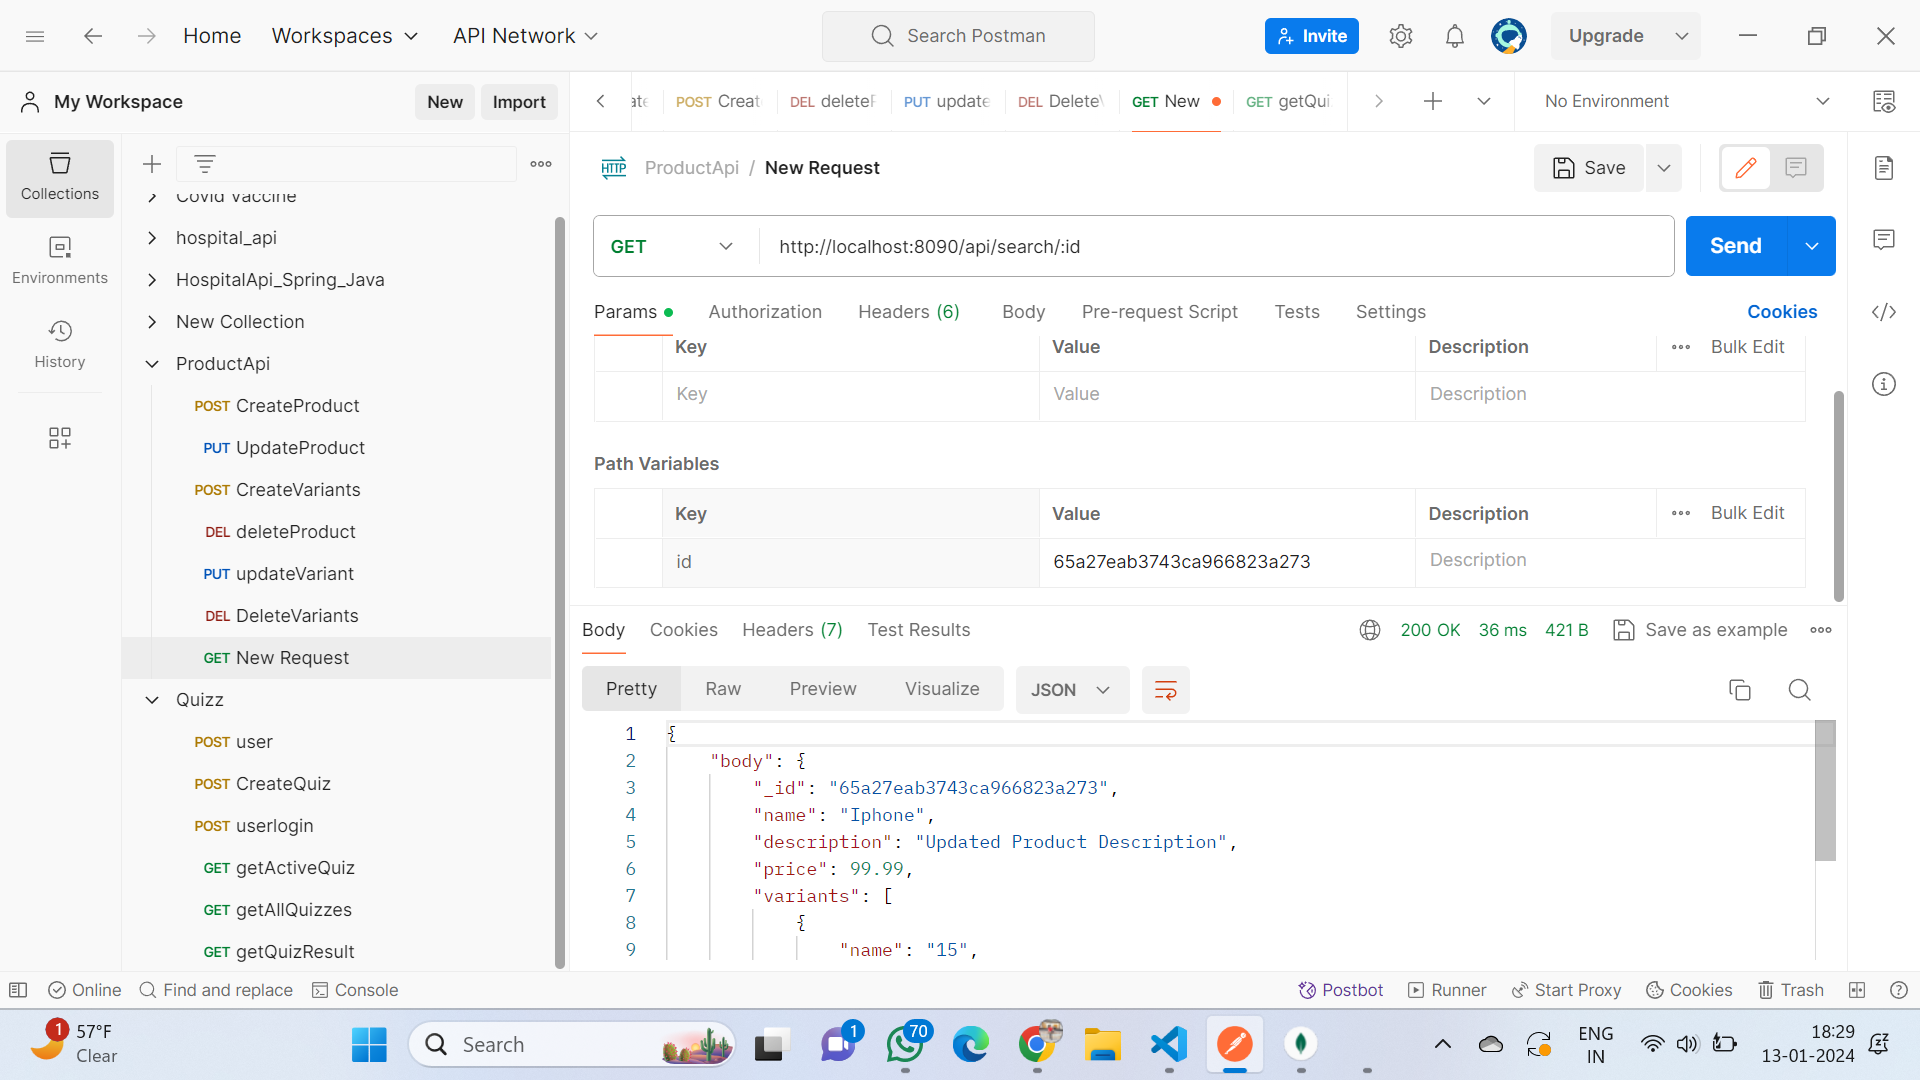 Home
Workspaces
API Network
Search Postman
Invite
Upgrade
My Workspace
New
Import
POST Creat
DEL deleteP
PUT update
DEL DeleteV
GET New
GET getQui
No Environment
Collections
Environments
History
Covid Vaccine
hospital_api
HospitalApi_Spring_Java
New Collection
ProductApi
POST CreateProduct
PUT UpdateProduct
POST CreateVariants
DEL deleteProduct
PUT updateVariant
DEL DeleteVariants
GET New Request
Quizz
POST user
POST CreateQuiz
POST userlogin
GET getActiveQuiz
GET getAllQuizzes
GET getQuizResult
HTTP ProductApi / New Request
Save
GET http://localhost:8090/api/search/:id
Send
Params Authorization Headers (6) Body Pre-request Script Tests Settings Cookies
Key Value Description Bulk Edit
Key Value Description
Path Variables
Key Value Description Bulk Edit
id 65a27eab3743ca966823a273 Description
Body Cookies Headers (7) Test Results 200 OK 36 ms 421 B Save as example
Pretty Raw Preview Visualize JSON
1 {
2 "body": {
3 "_id": "65a27eab3743ca966823a273",
4 "name": "Iphone",
5 "description": "Updated Product Description",
6 "price": 99.99,
7 "variants": [
8 {
9 "name": "15",
Online Find and replace Console Postbot Runner Start Proxy Cookies Trash
1
57°F
Clear
Search
1
70
ENG
IN
18:29
13-01-2024